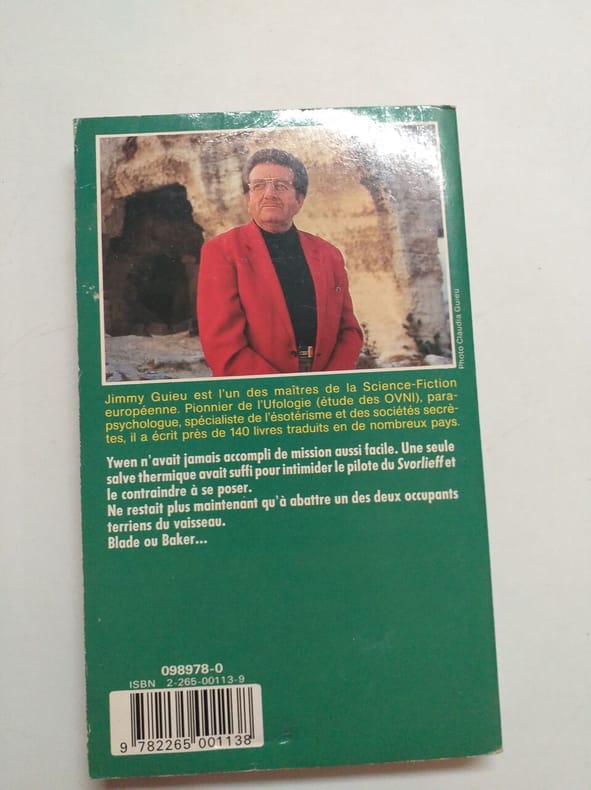 Photo Claudia Guieu
Jimmy Guieu est l'un des maîtres de la Science-Fiction
européenne. Pionnier de l'Ufologie (étude des OVNI), para-
psychologue, spécialiste de l'ésotérisme et des sociétés secrè-
tes, il a écrit près de 140 livres traduits en de nombreux pays.
Ywen n'avait jamais accompli de mission aussi facile. Une seule
salve thermique avait suffi pour intimider le pilote du Svorlieff et
le contraindre à se poser.
Ne restait plus maintenant qu'à abattre un des deux occupants
terriens du vaisseau.
Blade ou Baker...
098978-0
ISBN 2-265-00113-9
9 782265 001138